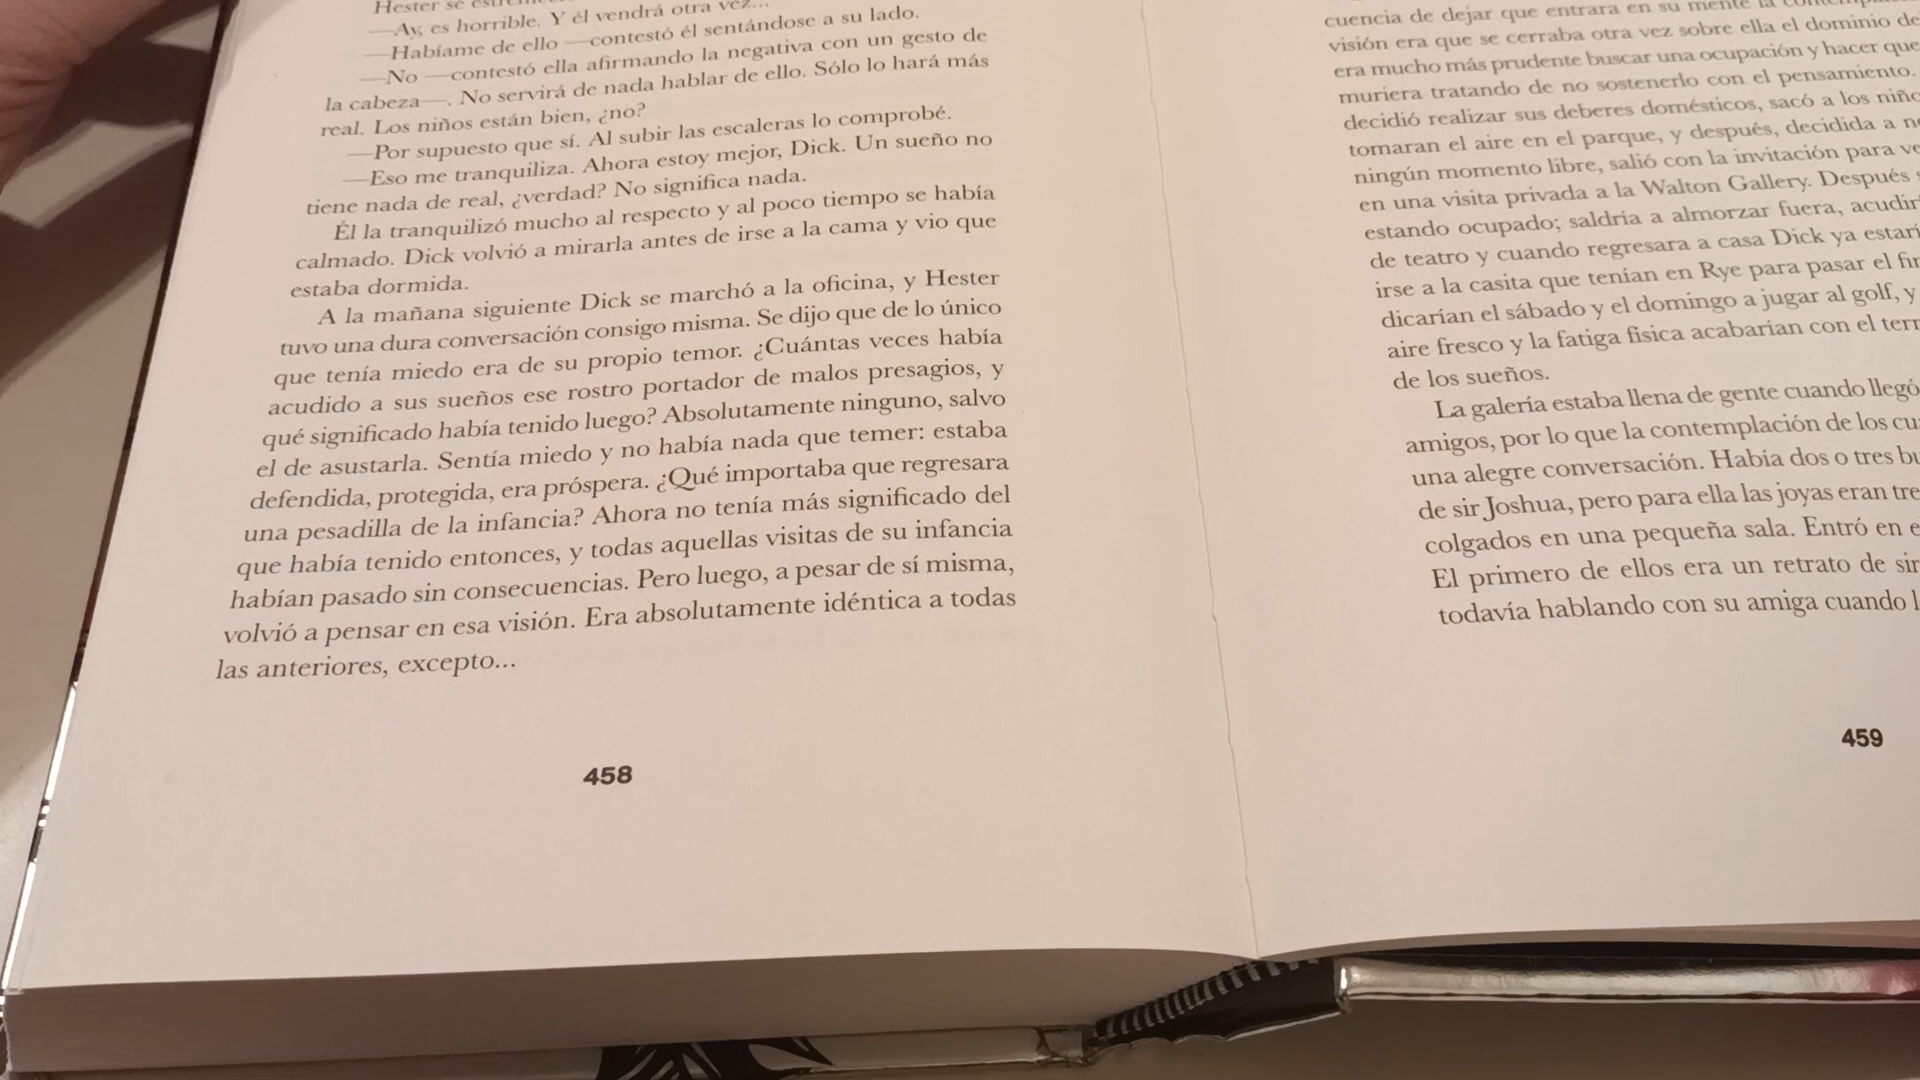 Hester se
—Ay, es horrible. Y él vendrá otra vez...
—Habíame de ello —contestó él sentándose a su lado.
—No —contestó ella afirmando la negativa con un gesto de
la cabeza—. No servirá de nada hablar de ello. Sólo lo hará más
real. Los niños están bien, ¿no?
—Por supuesto que sí. Al subir las escaleras lo comprobé.
—Eso me tranquiliza. Ahora estoy mejor, Dick. Un sueño no
tiene nada de real, ¿verdad? No significa nada.
Él la tranquilizó mucho al respecto y al poco tiempo se había
calmado. Dick volvió a mirarla antes de irse a la cama y vio que
estaba dormida.
A la mañana siguiente Dick se marchó a la oficina, y Hester
tuvo una dura conversación consigo misma. Se dijo que de lo único
que tenía miedo era de su propio temor. ¿Cuántas veces había
acudido a sus sueños ese rostro portador de malos presagios, y
qué significado había tenido luego? Absolutamente ninguno, salvo
el de asustarla. Sentía miedo y no había nada que temer: estaba
defendida, protegida, era próspera. ¿Qué importaba que regresara
una pesadilla de la infancia? Ahora no tenía más significado del
que había tenido entonces, y todas aquellas visitas de su infancia
habían pasado sin consecuencias. Pero luego, a pesar de sí misma,
volvió a pensar en esa visión. Era absolutamente idéntica a todas
las anteriores, excepto...
458
cuencia de dejar que entrara en su mente la
visión era que se cerraba otra vez sobre ella el dominio de
era mucho más prudente buscar una ocupación y hacer que
muriera tratando de no sostenerlo con el pensamiento.
decidió realizar sus deberes domésticos, sacó a los niño
tomaran el aire en el parque, y después, decidida a n
ningún momento libre, salió con la invitación para ve
en una visita privada a la Walton Gallery. Después
estando ocupado; saldría a almorzar fuera, acudir
de teatro y cuando regresara a casa Dick ya estar
irse a la casita que tenían en Rye para pasar el fin
dicarían el sábado y el domingo a jugar al golf, y
aire fresco y la fatiga física acabarían con el terr
de los sueños.
La galería estaba llena de gente cuando llegó
amigos, por lo que la contemplación de los cu
una alegre conversación. Había dos o tres bu
de sir Joshua, pero para ella las joyas eran tre
colgados en una pequeña sala. Entró en e
El primero de ellos era un retrato de sir
todavía hablando con su amiga cuando l
459